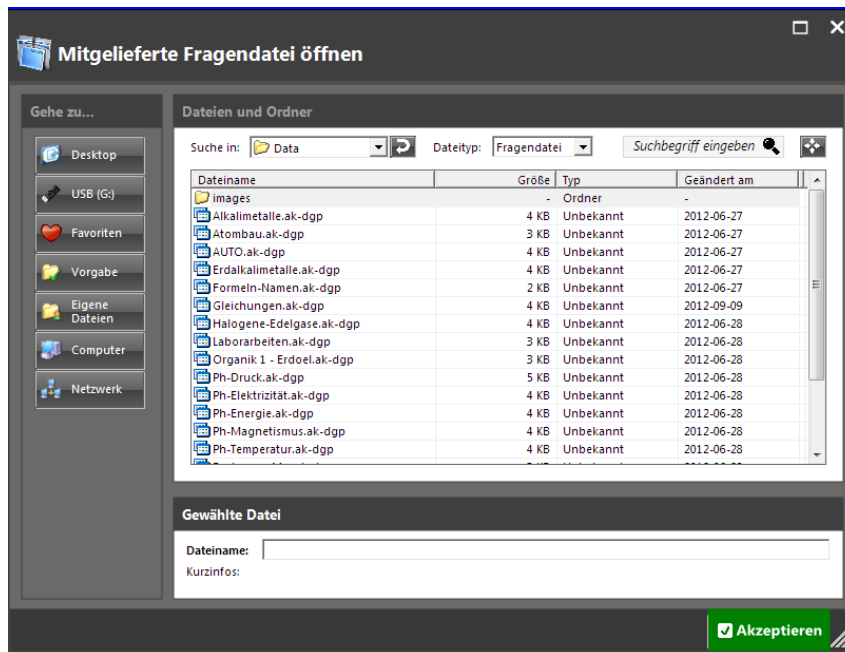 Mitgelieferte Fragendatei öffnen
Gehe zu...
Desktop
USB (G:)
Favoriten
Vorgabe
Eigene
Dateien
Computer
Netzwerk
Dateien und Ordner
Suche in: Data Dateityp: Fragendatei Suchbegriff eingeben
Dateiname Größe Typ Geändert am
images - Ordner -
Alkalimetalle.ak-dgp 4 KB Unbekannt 2012-06-27
Atombau.ak-dgp 3 KB Unbekannt 2012-06-27
AUTO.ak-dgp 4 KB Unbekannt 2012-06-27
Erdalkalimetalle.ak-dgp 4 KB Unbekannt 2012-06-27
Formeln-Namen.ak-dgp 2 KB Unbekannt 2012-06-27
Gleichungen.ak-dgp 4 KB Unbekannt 2012-09-09
Halogene-Edelgase.ak-dgp 4 KB Unbekannt 2012-06-28
Laborarbeiten.ak-dgp 3 KB Unbekannt 2012-06-28
Organik 1 - Erdoel.ak-dgp 3 KB Unbekannt 2012-06-28
Ph-Druck.ak-dgp 5 KB Unbekannt 2012-06-28
Ph-Elektrizität.ak-dgp 4 KB Unbekannt 2012-06-28
Ph-Energie.ak-dgp 4 KB Unbekannt 2012-06-28
Ph-Magnetismus.ak-dgp 4 KB Unbekannt 2012-06-28
Ph-Temperatur.ak-dgp 4 KB Unbekannt 2012-06-28
Gewählte Datei
Dateiname:
Kurzinfos:
Akzeptieren